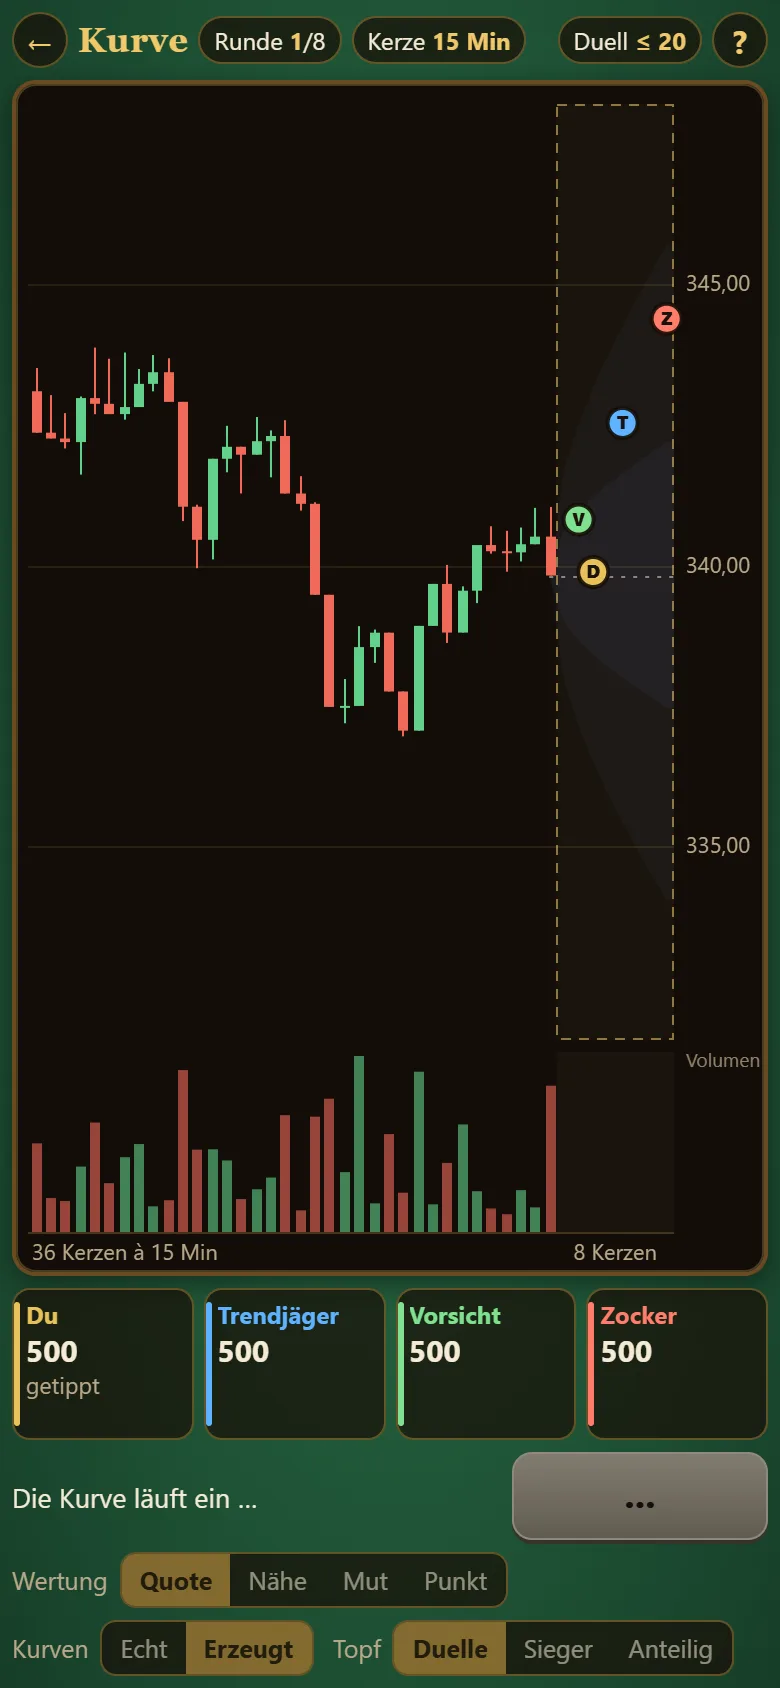 ← Kurve Runde 1/8 Kerze 15 Min Duell ≤ 20 ?
345,00
Z
T
V
340,00
D
335,00
Volumen
36 Kerzen à 15 Min 8 Kerzen
Du Trendjäger Vorsicht Zocker
500 500 500 500
getippt
Die Kurve läuft ein ... ...
Wertung Quote Nähe Mut Punkt
Kurven Echt Erzeugt Topf Duelle Sieger Anteilig